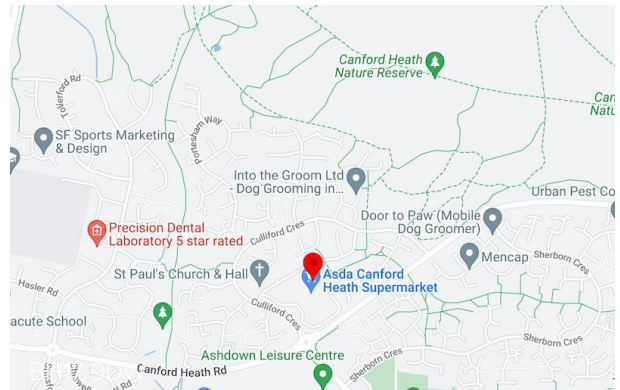 Tollerford Rd
Canford Heath
Nature Reserve
Can
Natu
Portesham Way
SF Sports Marketing
& Design
Into the Groom Ltd
- Dog Grooming in...
Urban Pest Co
Precision Dental
Laboratory 5 star rated
Culliford Cres
Door to Paw (Mobile
Dog Groomer)
Mencap
Sherborn Cres
St Paul's Church & Hall
Asda Canford
Heath Supermarket
Hasler Rd
Culliford Cres
acute School
Sherborn Cres
Ashdown Leisure Centre
Canford Heath Rd
Sherborn Cres